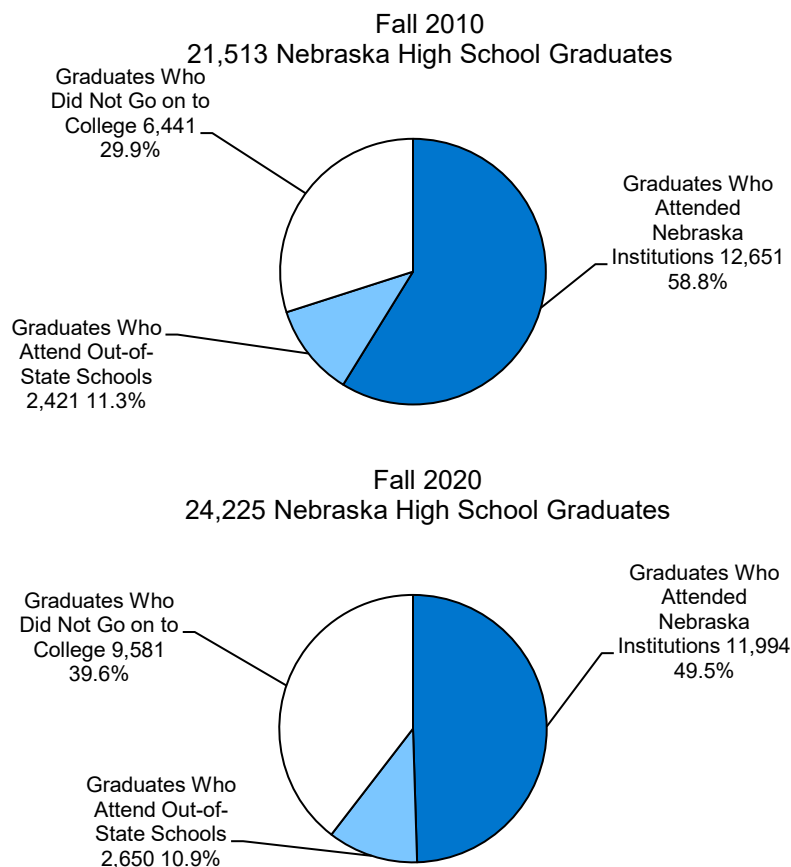 Fall 2010
21,513 Nebraska High School Graduates
Graduates Who
Did Not Go on to
College 6,441
29.9%
Graduates Who
Attended
Nebraska
Institutions 12,651
58.8%
Graduates Who
Attend Out-of-
State Schools
2,421 11.3%
Fall 2020
24,225 Nebraska High School Graduates
Graduates Who
Attended
Nebraska
Institutions 11,994
49.5%
Graduates Who
Did Not Go on to
College 9,581
39.6%
Graduates Who
Attend Out-of-
State Schools
2,650 10.9%